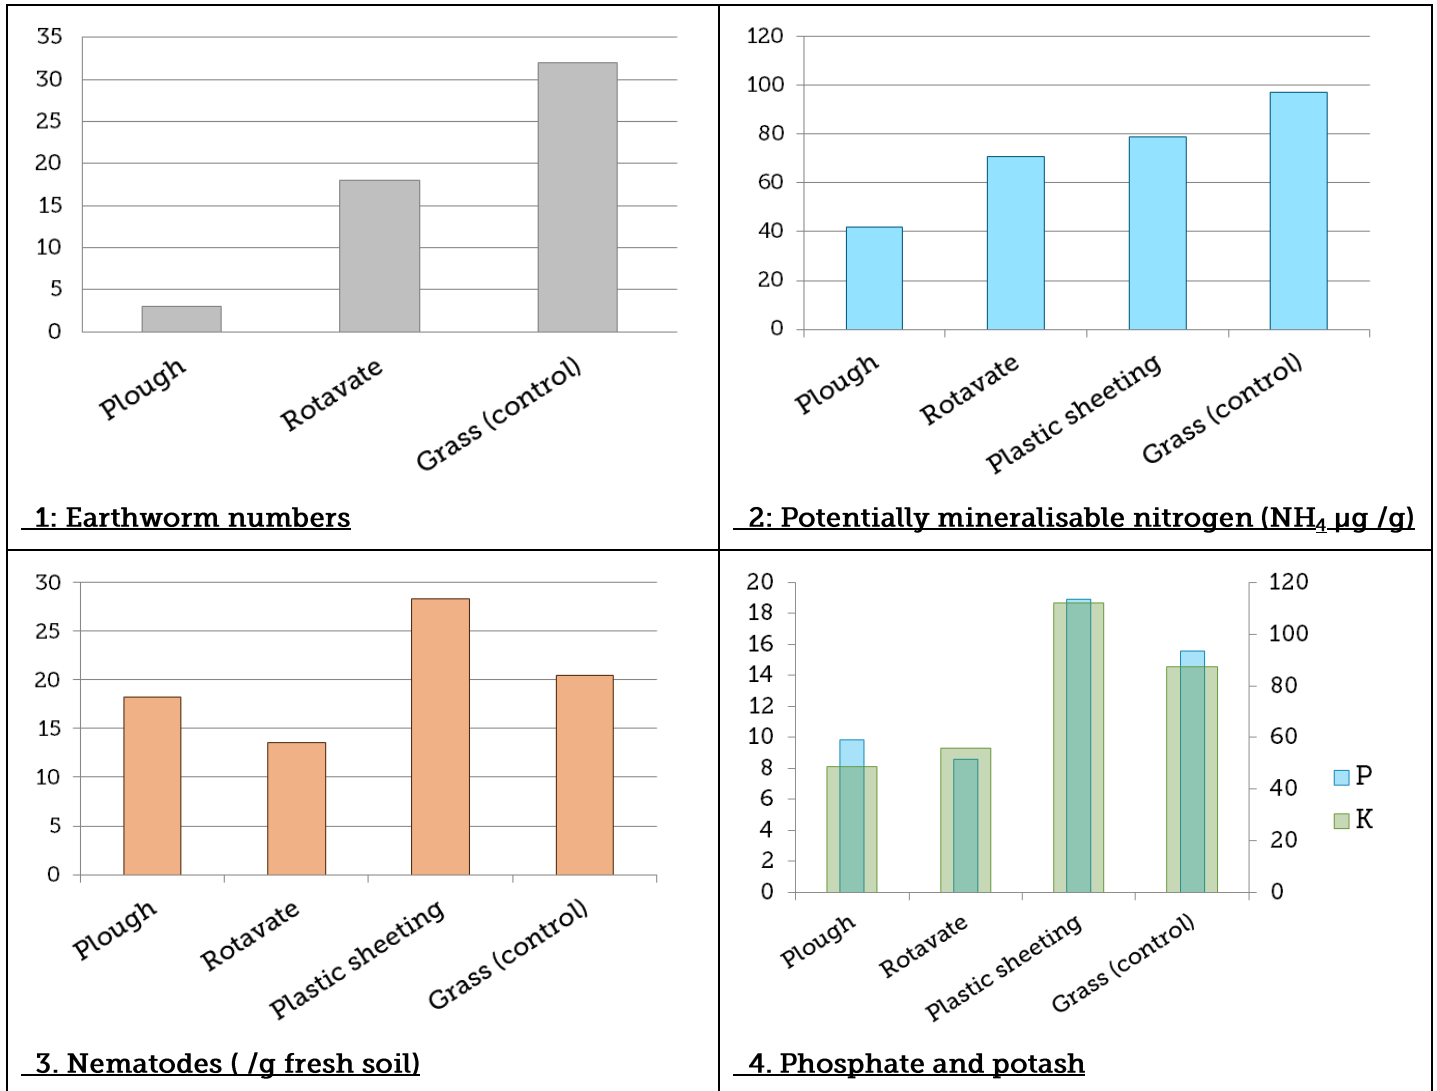 35
30
25
20
15
10
5
0
Plough
Rotavate
Grass (control)
1: Earthworm numbers
120
100
80
60
40
20
0
Plough
Rotavate
Plastic sheeting
Grass (control)
2: Potentially mineralisable nitrogen (NH₄ µg /g)
30
25
20
15
10
5
0
Plough
Rotavate
Plastic sheeting
Grass (control)
3. Nematodes ( /g fresh soil)
20
18
16
14
12
10
8
6
4
2
0
120
100
80
60
40
20
0
P
K
Plough
Rotavate
Plastic sheeting
Grass (control)
4. Phosphate and potash